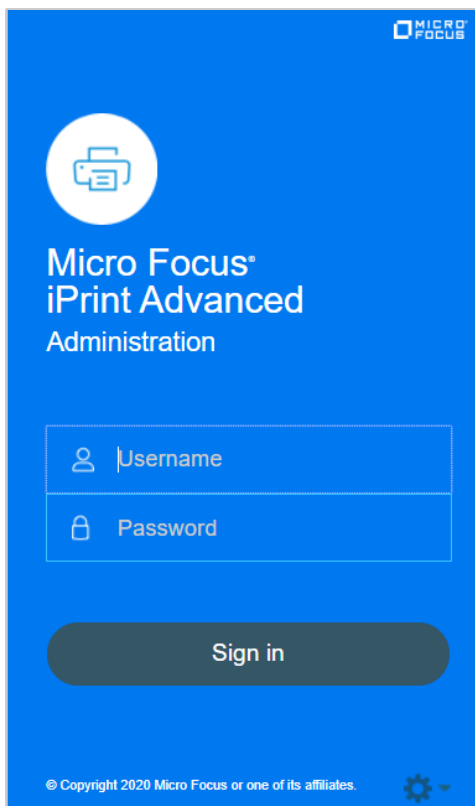 MICRO®
FOCUS
Micro Focus®
iPrint Advanced
Administration
Username
Password
Sign in
© Copyright 2020 Micro Focus or one of its affiliates.